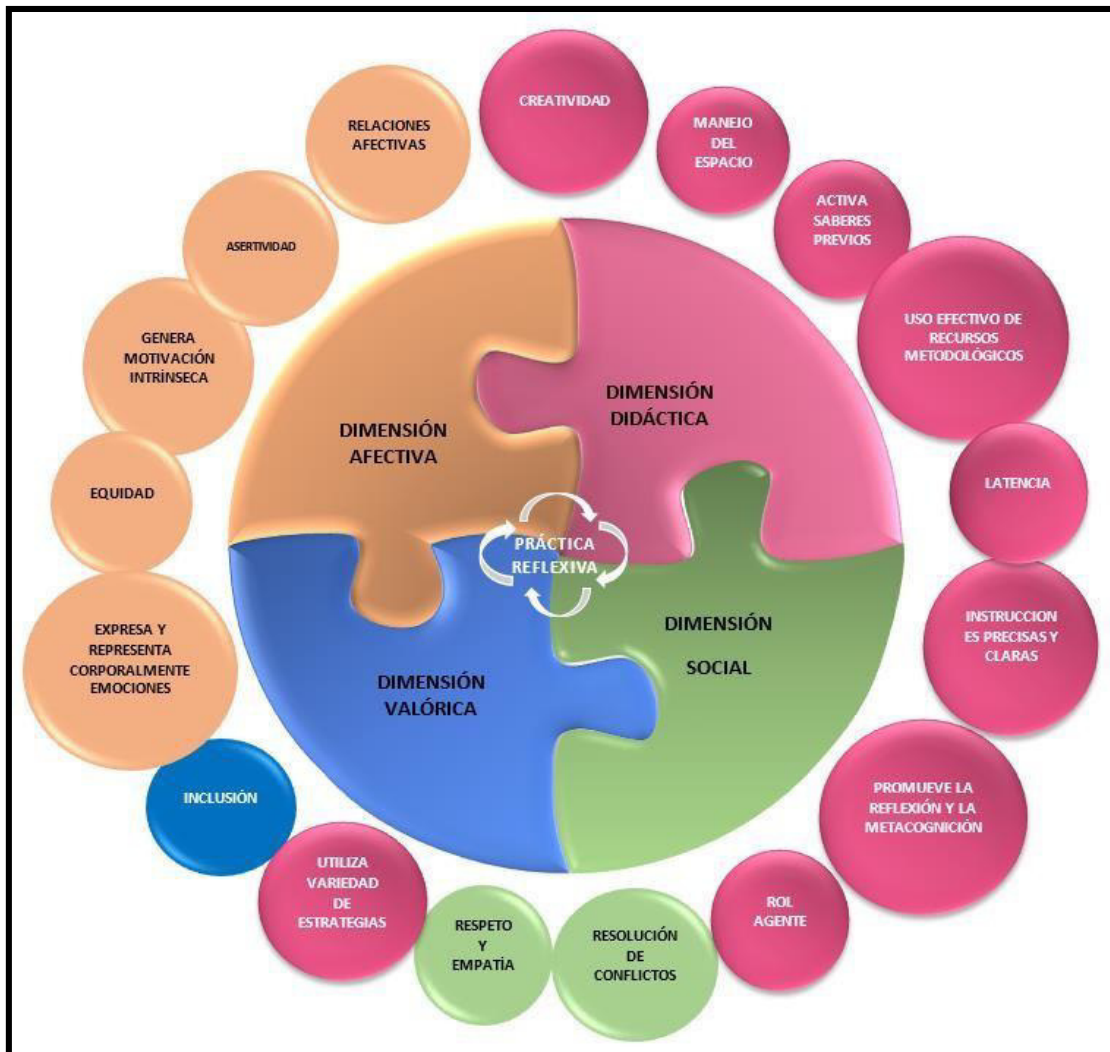 CREATIVIDAD
MANEJO
DEL
ESPACIO
ACTIVA
SABERES
PREVIOS
USO EFECTIVO DE
RECURSOS
METODOLÓGICOS
LATENCIA
INSTRUCCION
ES PRECISAS Y
CLARAS
PROMUEVE LA
REFLEXIÓN Y LA
METACOGNICIÓN
ROL
AGENTE
RESOLUCIÓN
DE
CONFLICTOS
RESPETO
Y
EMPATÍA
UTILIZA
VARIEDAD
DE
ESTRATEGIAS
INCLUSIÓN
EXPRESA Y
REPRESENTA
CORPORALMENTE
EMOCIONES
EQUIDAD
GENERA
MOTIVACIÓN
INTRÍNSECA
ASERTIVIDAD
RELACIONES
AFECTIVAS
DIMENSIÓN
AFECTIVA
DIMENSIÓN
DIDÁCTICA
PRÁCTICA
REFLEXIVA
DIMENSIÓN
VALÓRICA
DIMENSIÓN
SOCIAL